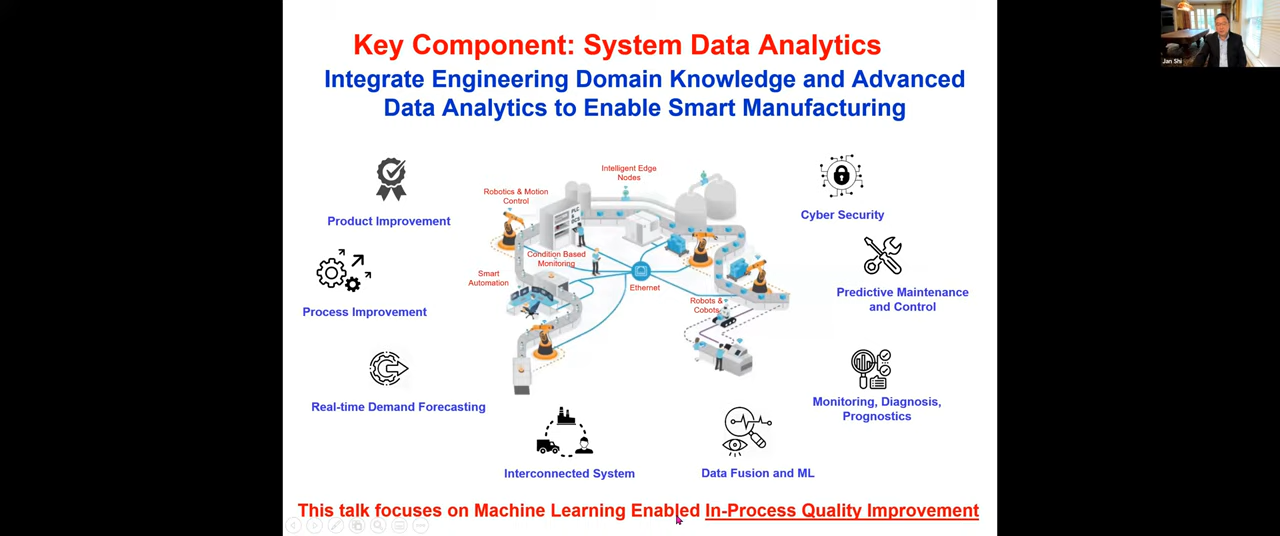 Key Component: System Data Analytics
Integrate Engineering Domain Knowledge and Advanced
Data Analytics to Enable Smart Manufacturing
Jan Shi
Product Improvement
Process Improvement
Real-time Demand Forecasting
Interconnected System
Robotics & Motion
Control
Intelligent Edge
Nodes
Condition Based
Monitoring
Smart
Automation
Ethernet
Robots &
Cobots
Cyber Security
Predictive Maintenance
and Control
Monitoring, Diagnosis,
Prognostics
Data Fusion and ML
This talk focuses on Machine Learning Enabled In-Process Quality Improvement